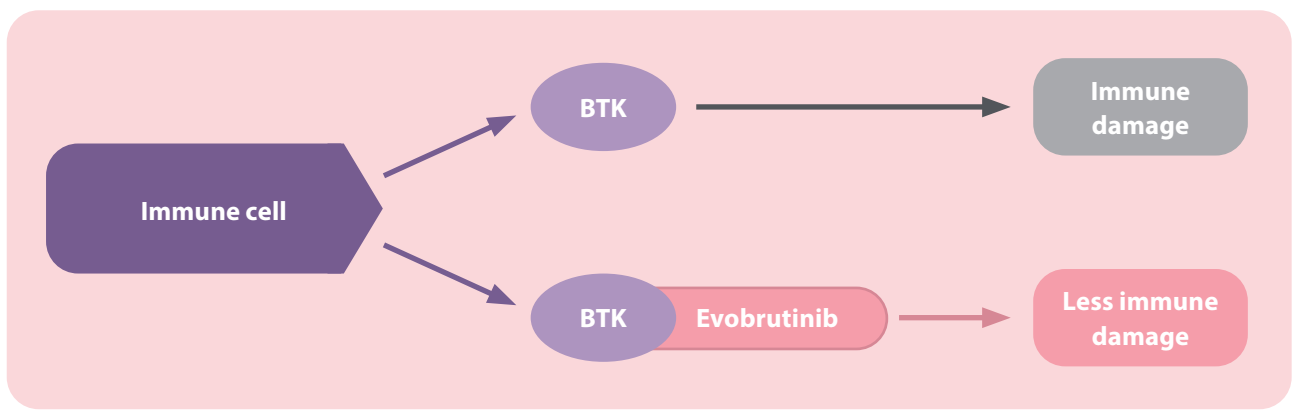 BTK
Immune
damage
Immune cell
BTK
Evobrutinib
Less immune
damage